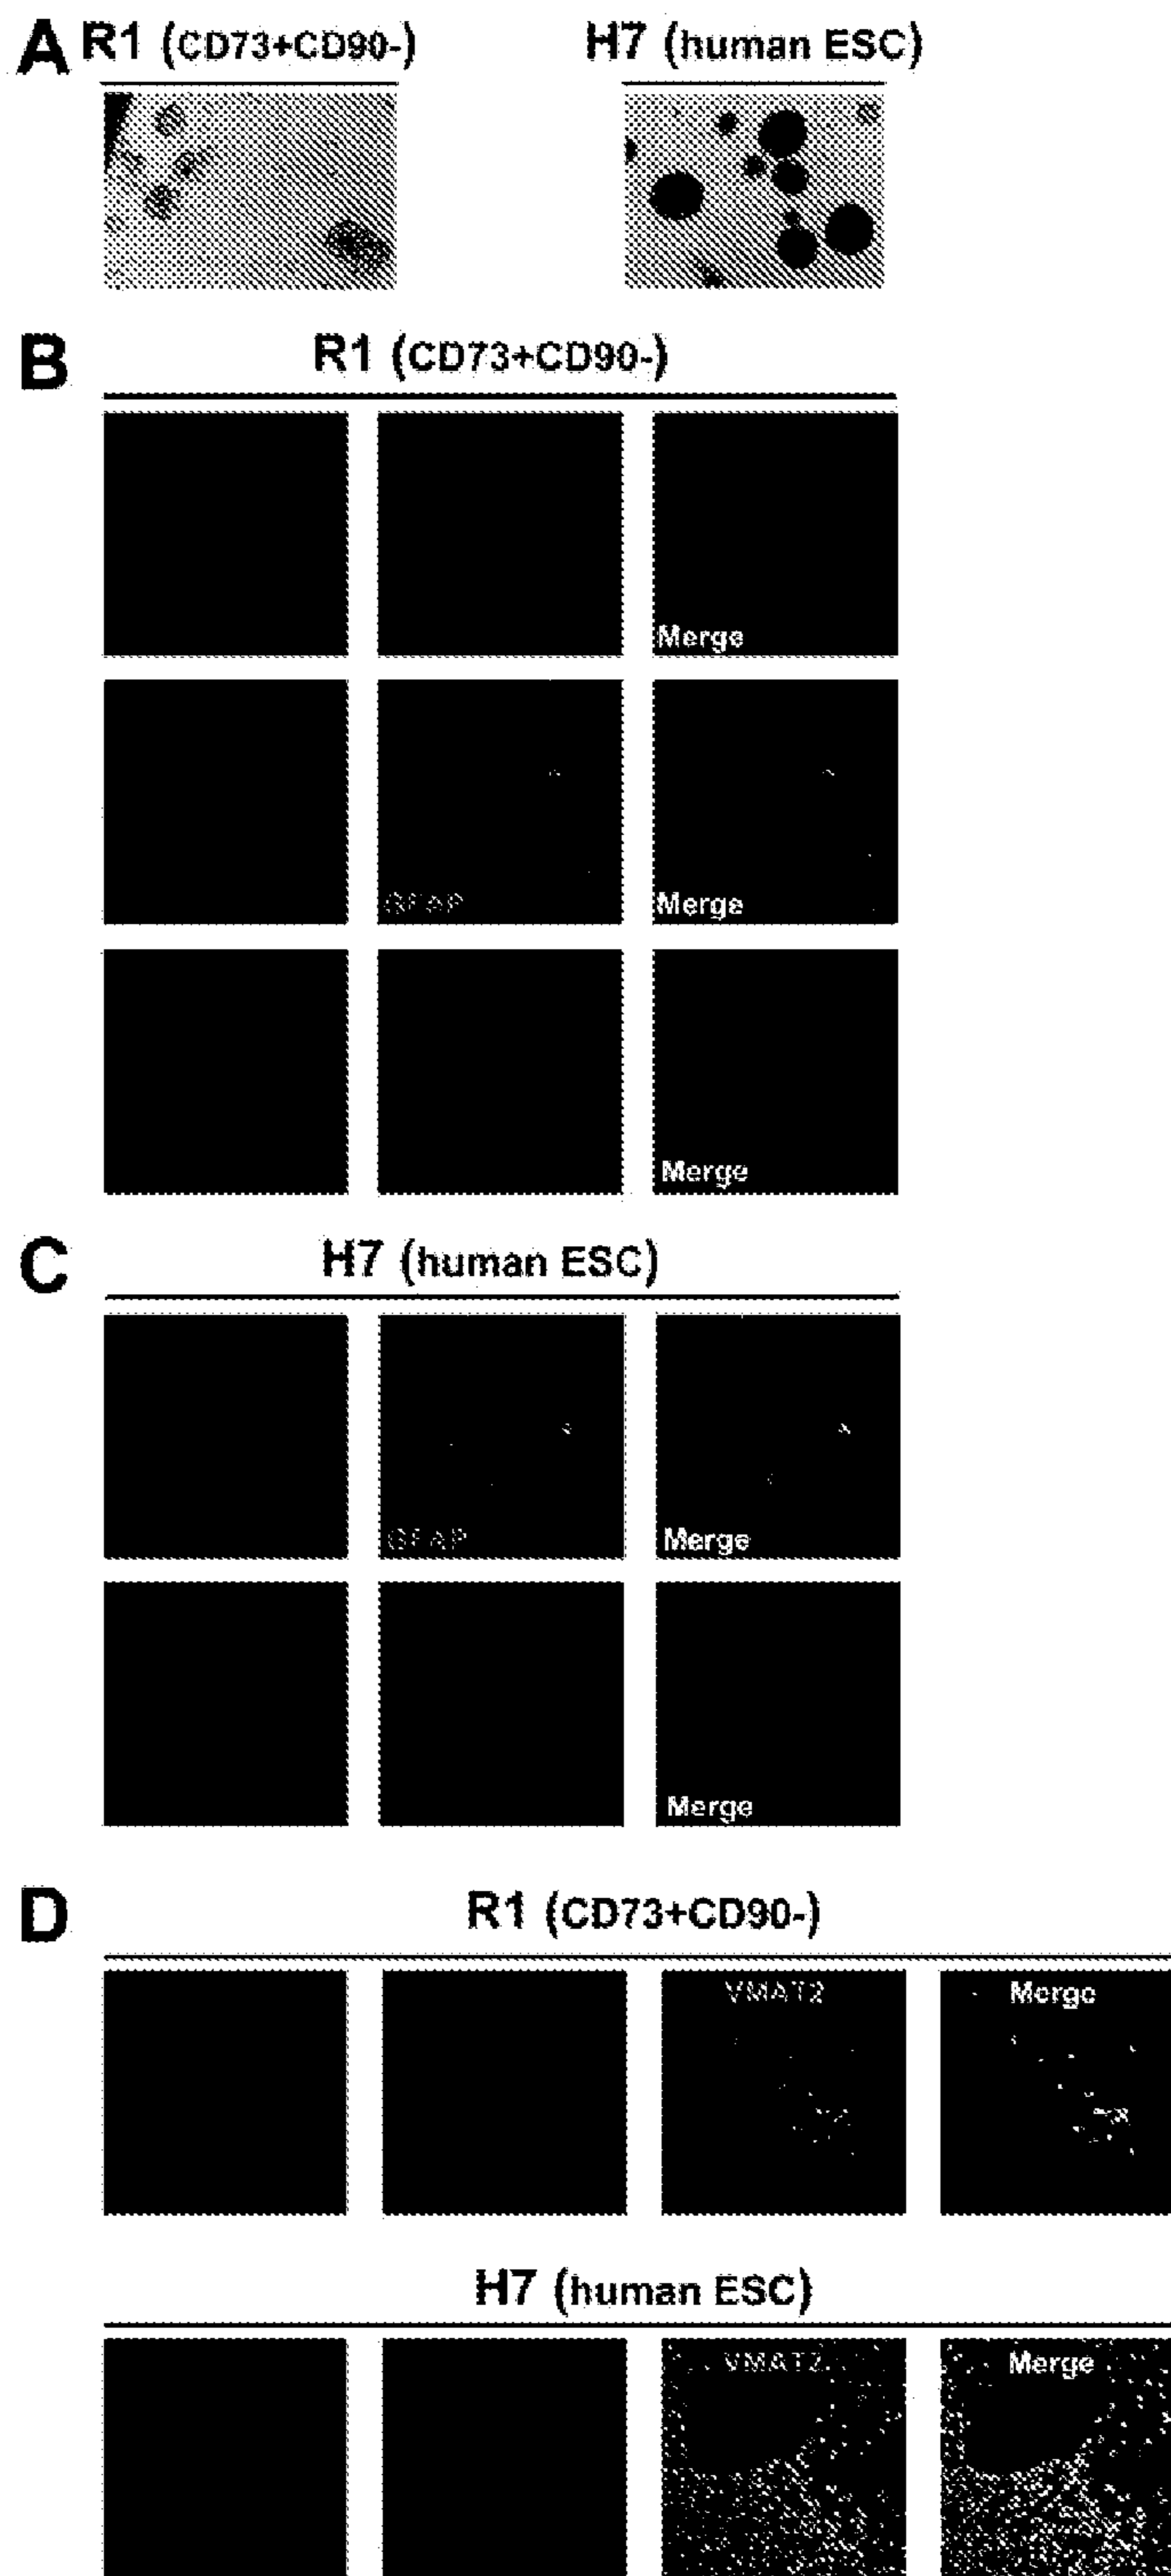 A R1 (CD73+CD90-) H7 (human ESC)
B R1 (CD73+CD90-)
Merge
GFAP Merge
Merge
C H7 (human ESC)
GFAP Merge
Merge
D R1 (CD73+CD90-)
VMAT2 Merge
H7 (human ESC)
VMAT2 Merge